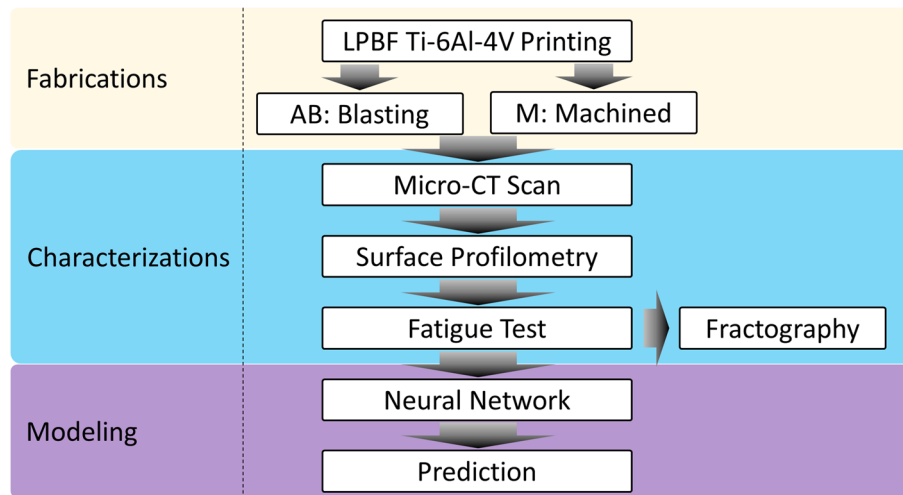 LPBF Ti-6Al-4V Printing
Fabrications
AB: Blasting
M: Machined
Micro-CT Scan
Characterizations
Surface Profilometry
Fatigue Test
Fractography
Neural Network
Modeling
Prediction